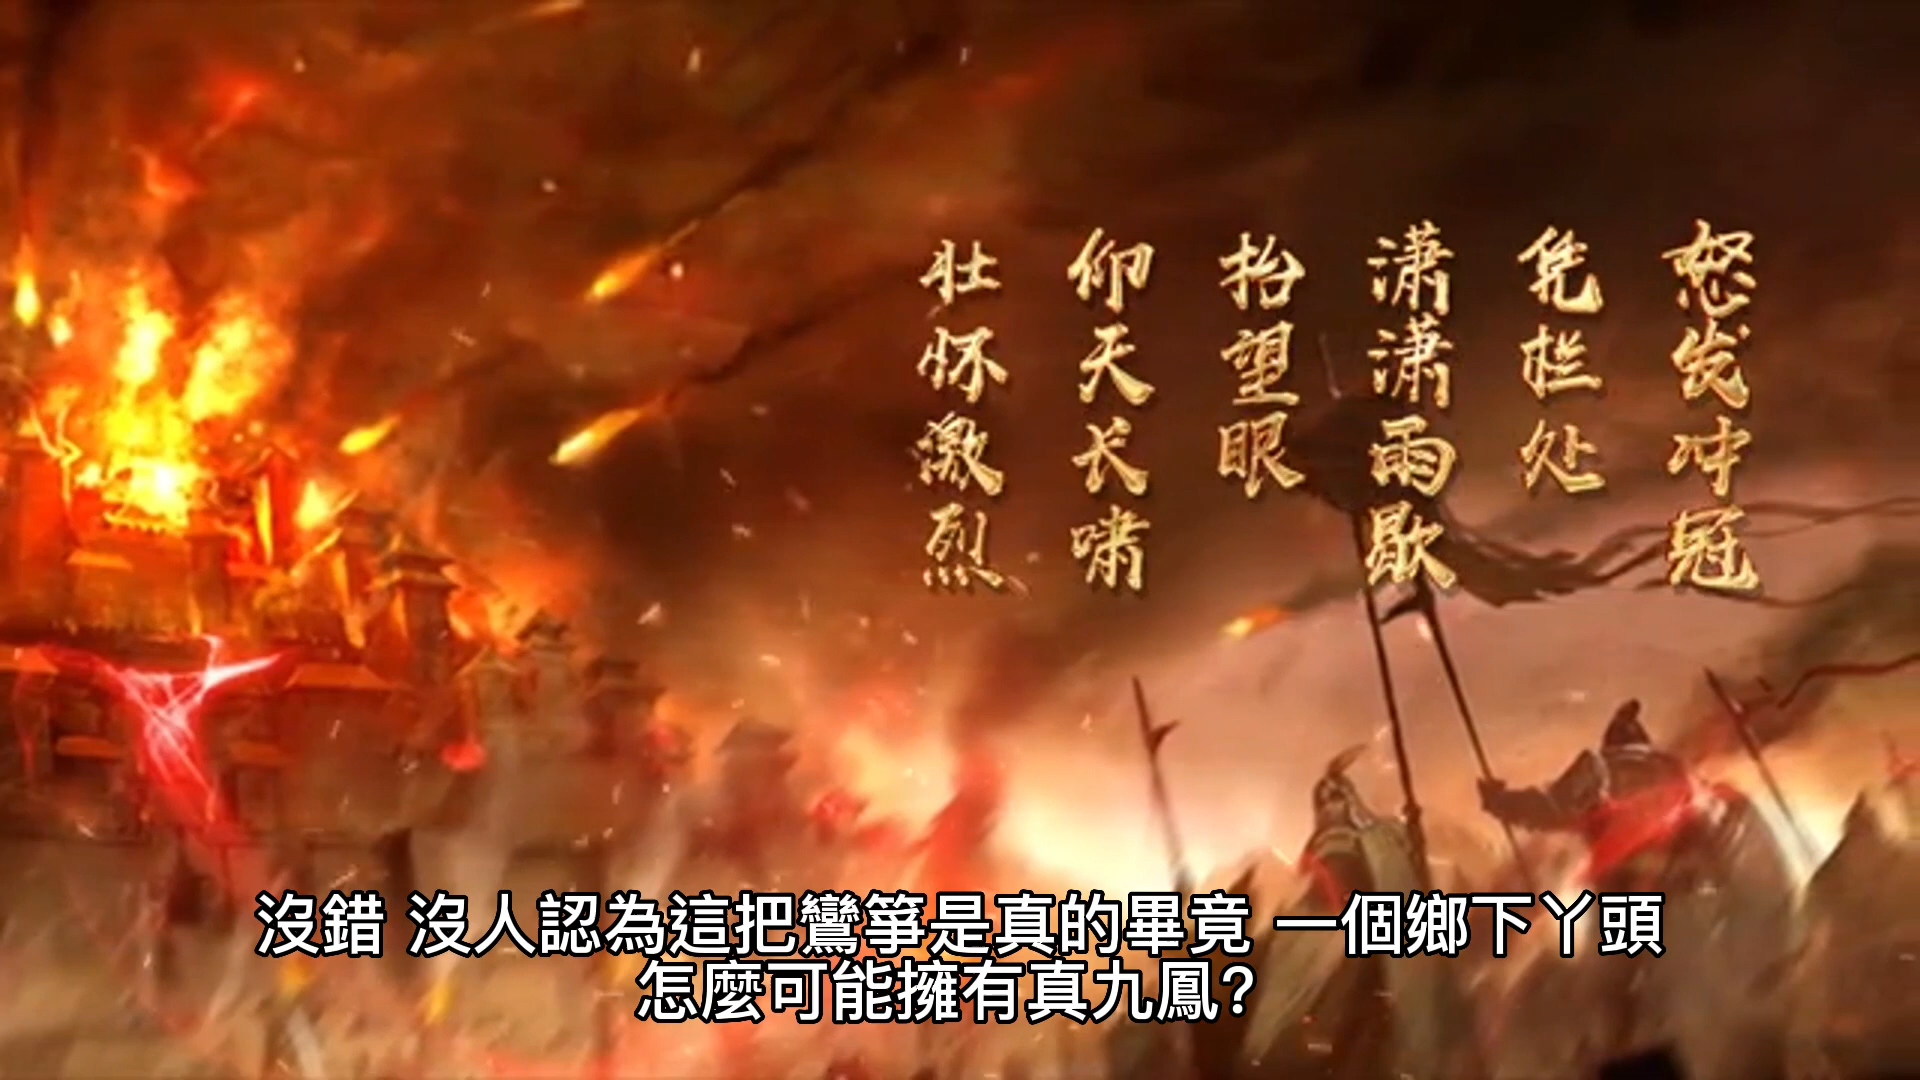 怒发冲冠
凭栏处
潇潇雨歇
抬望眼
仰天长啸
壮怀激烈
沒錯 沒人認為這把鸞箏是真的畢竟 一個鄉下丫頭
怎麼可能擁有真九鳳?